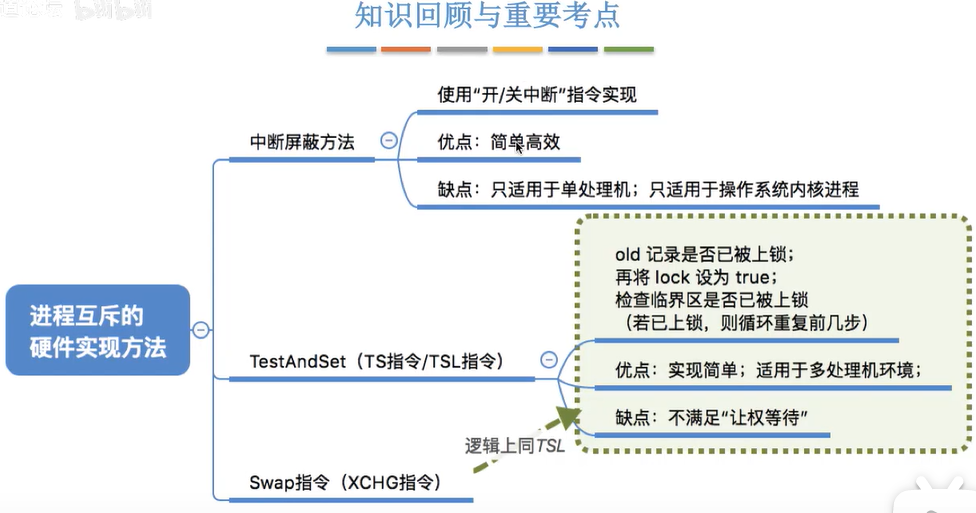 bilibili
知识回顾与重要考点
使用“开/关中断”指令实现
中断屏蔽方法
优点：简单高效
缺点：只适用于单处理机；只适用于操作系统内核进程
old 记录是否已被上锁；
再将 lock 设为 true；
检查临界区是否已被上锁
（若已上锁，则循环重复前几步）
进程互斥的
硬件实现方法
TestAndSet（TS指令/TSL指令）
优点：实现简单；适用于多处理机环境；
缺点：不满足“让权等待”
逻辑上同TSL
Swap指令（XCHG指令）